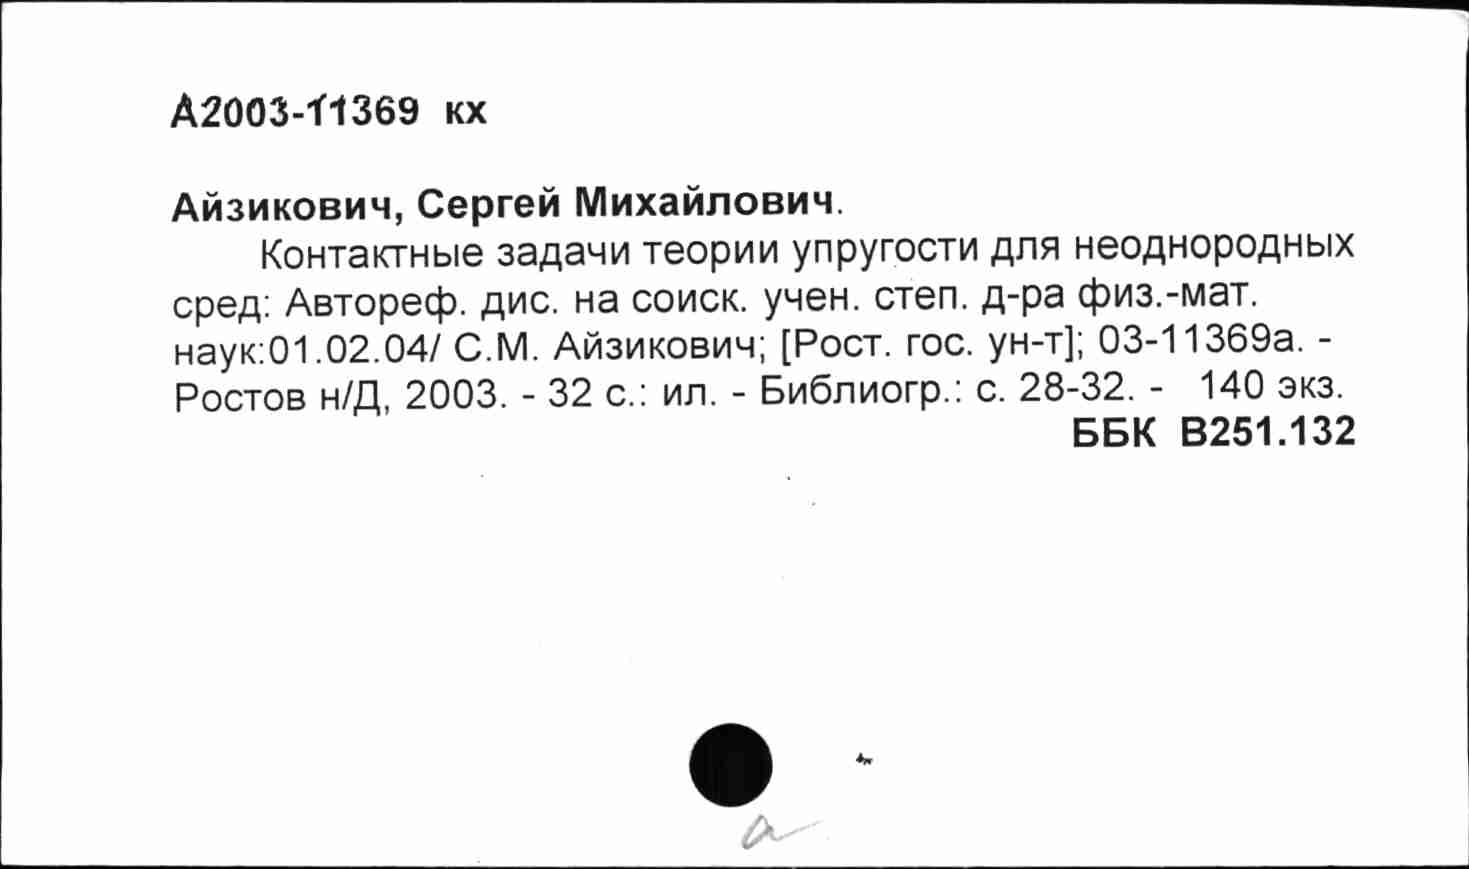 А2003-11369 кх
Айзикович, Сергей Михайлович.
Контактные задачи теории упругости для неоднородных
сред: Автореф. дис. на соиск. учен. степ. д-ра физ.-мат.
наук:01.02.04/ С.М. Айзикович; [Рост. гос. ун-т]; 03-11369а. -
Ростов н/Д, 2003. - 32 с.: ил. - Библиогр.: с. 28-32. - 140 экз.
ББК В251.132
а